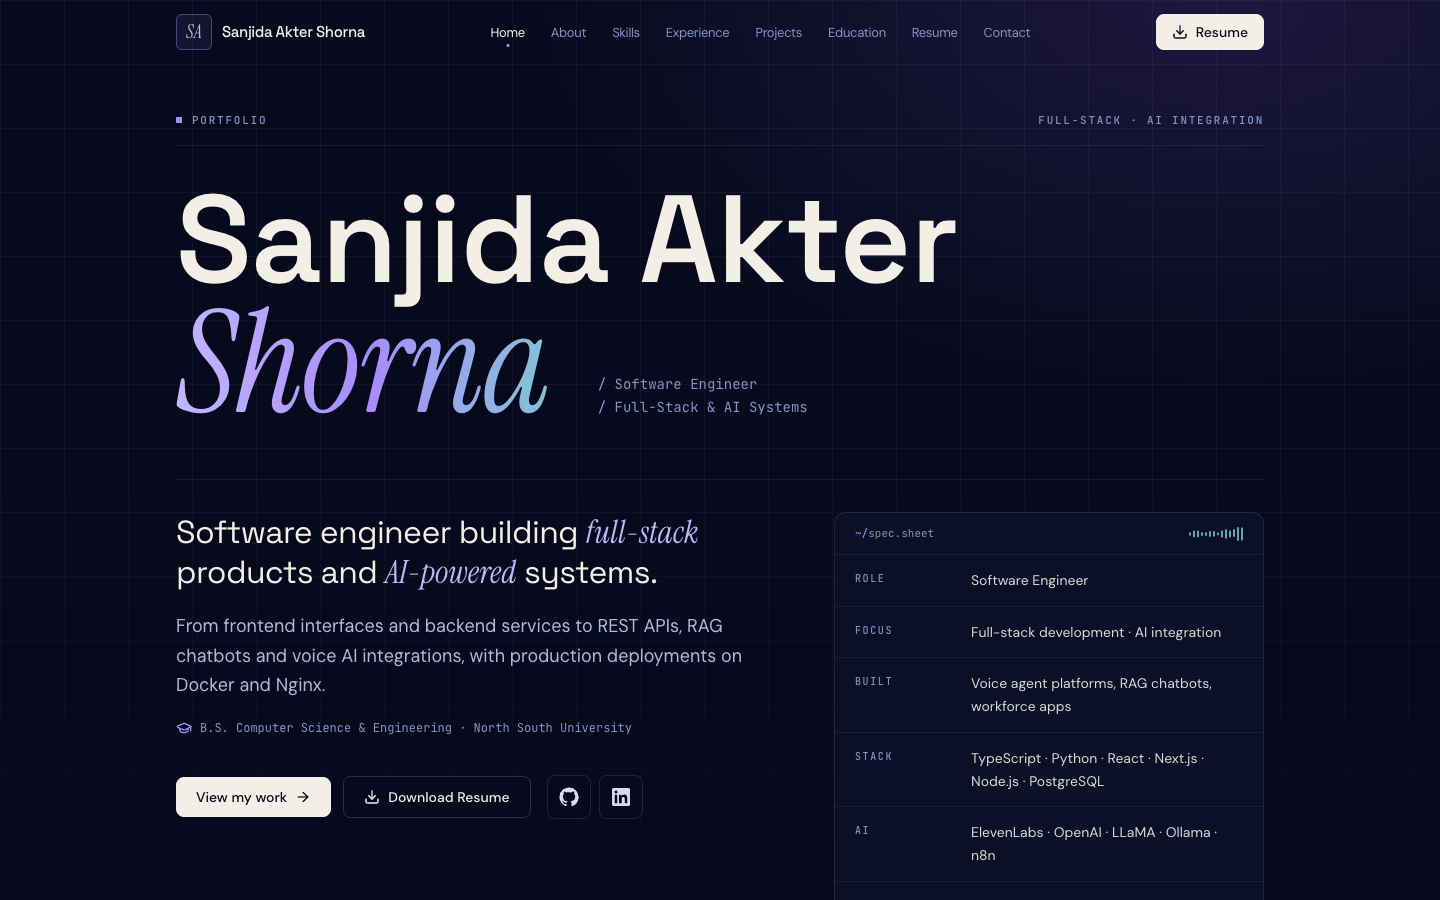 SA Sanjida Akter Shorna Home About Skills Experience Projects Education Resume Contact Resume
PORTFOLIO
FULL-STACK · AI INTEGRATION
Sanjida Akter
Shorna
/ Software Engineer
/ Full-Stack & AI Systems
Software engineer building full-stack
products and AI-powered systems.
From frontend interfaces and backend services to REST APIs, RAG
chatbots and voice AI integrations, with production deployments on
Docker and Nginx.
B.S. Computer Science & Engineering · North South University
View my work Download Resume
~/spec.sheet
ROLE Software Engineer
FOCUS Full-stack development · AI integration
BUILT Voice agent platforms, RAG chatbots,
workforce apps
STACK TypeScript · Python · React · Next.js ·
Node.js · PostgreSQL
AI ElevenLabs · OpenAI · LLaMA · Ollama ·
n8n